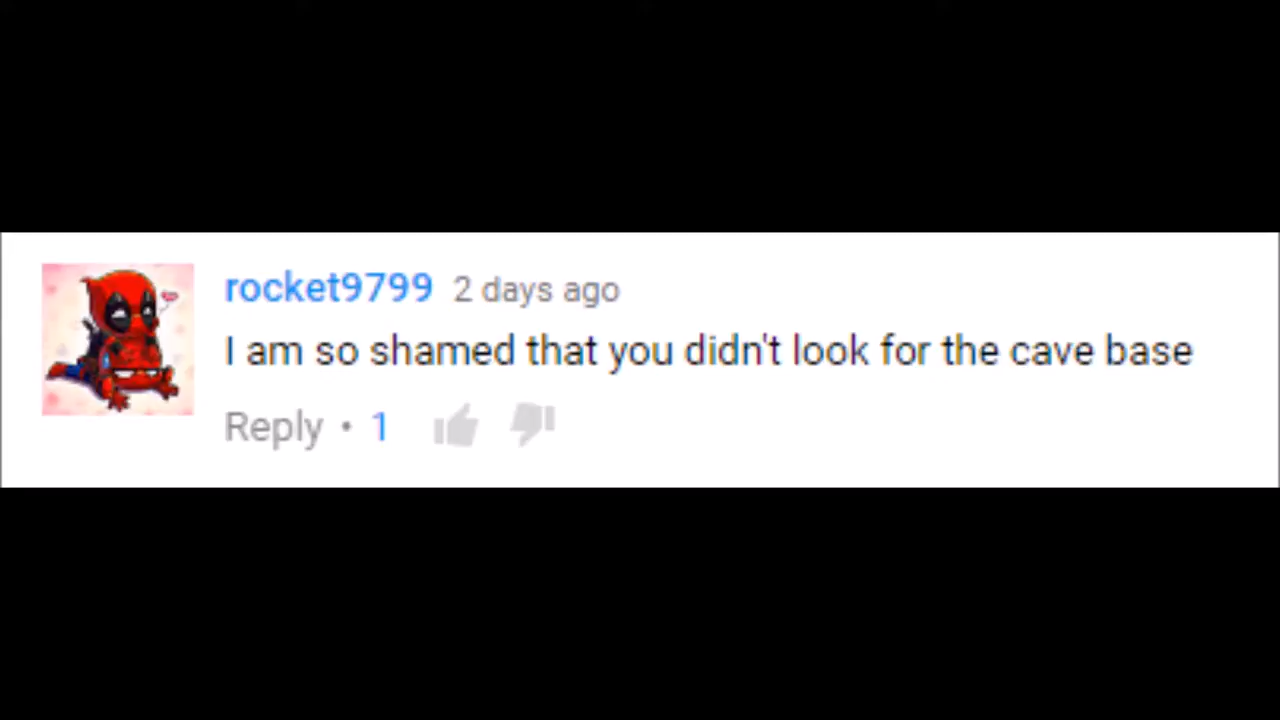 rocket9799 2 days ago
I am so shamed that you didn't look for the cave base
Reply • 1